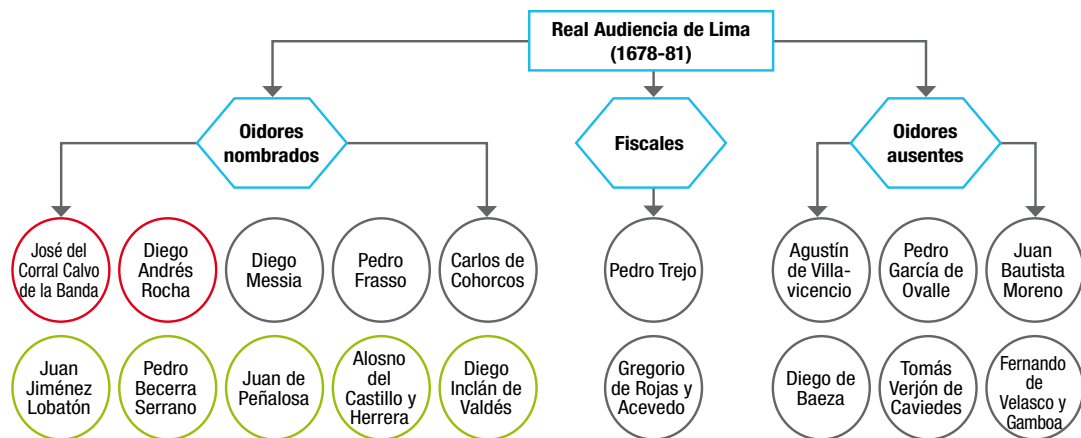 Real Audiencia de Lima
(1678-81)
Oidores
nombrados
Fiscales
Oidores
ausentes
José del
Corral Calvo
de la Banda
Diego
Andrés
Rocha
Diego
Messia
Pedro
Frasso
Carlos de
Cohorcos
Pedro Trejo
Agustín
de Villa-
vicencio
Pedro
García de
Ovalle
Juan
Bautista
Moreno
Juan
Jiménez
Lobatón
Pedro
Becerra
Serrano
Juan de
Peñalosa
Alosno
del
Castillo y
Herrera
Diego
Inclán de
Valdés
Gregorio
de Rojas y
Acevedo
Diego de
Baeza
Tomás
Verjón de
Caviedes
Fernando
de
Velasco y
Gamboa